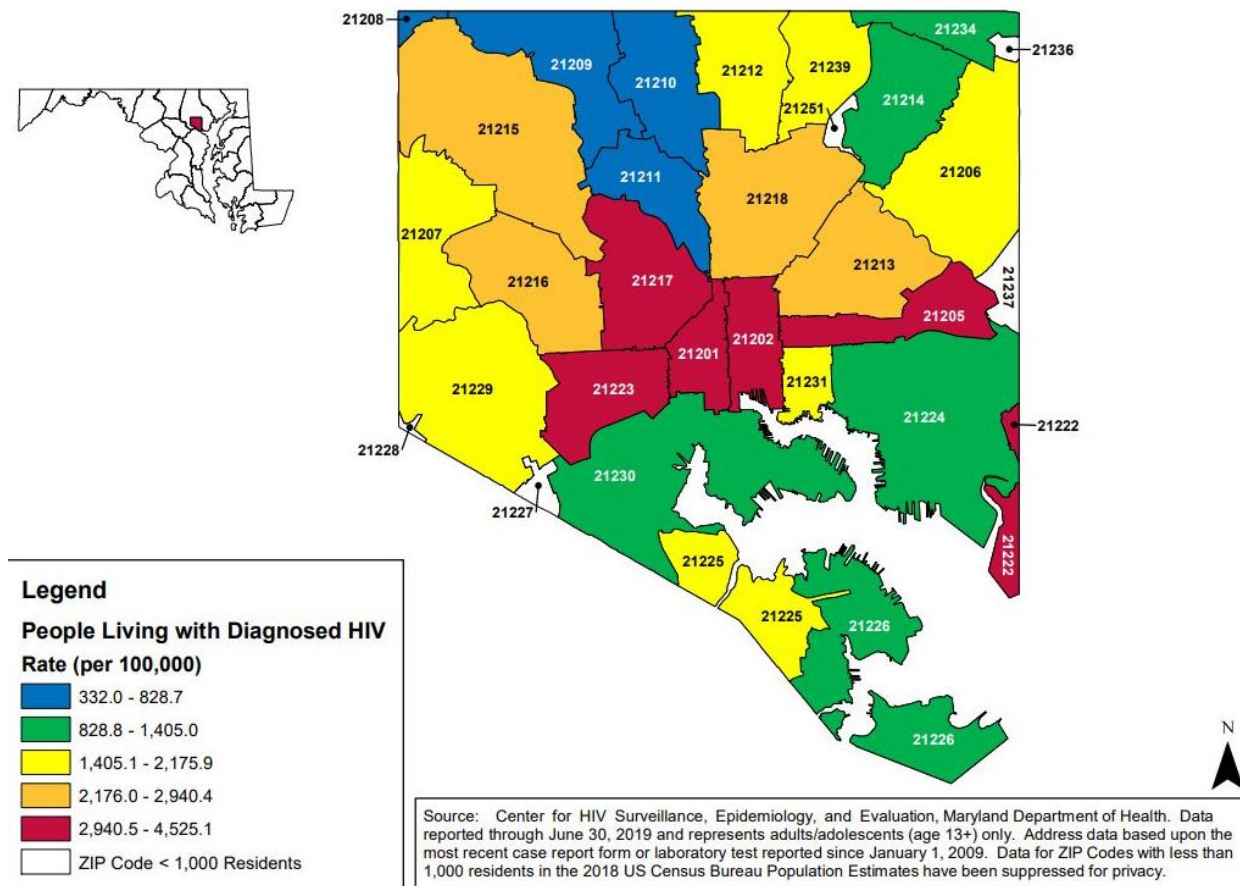 21208
21234
21236
21209
21210
21212
21239
21251
21214
21215
21206
21211
21218
21207
21216
21217
21213
21237
21205
21201
21202
21223
21231
21229
21224
21222
21228
21230
21227
21222
21225
21225
21226
21226
Legend
People Living with Diagnosed HIV
Rate (per 100,000)
332.0 - 828.7
828.8 - 1,405.0
1,405.1 - 2,175.9
2,176.0 - 2,940.4
2,940.5 - 4,525.1
ZIP Code < 1,000 Residents
N
Source: Center for HIV Surveillance, Epidemiology, and Evaluation, Maryland Department of Health. Data
reported through June 30, 2019 and represents adults/adolescents (age 13+) only. Address data based upon the
most recent case report form or laboratory test reported since January 1, 2009. Data for ZIP Codes with less than
1,000 residents in the 2018 US Census Bureau Population Estimates have been suppressed for privacy.